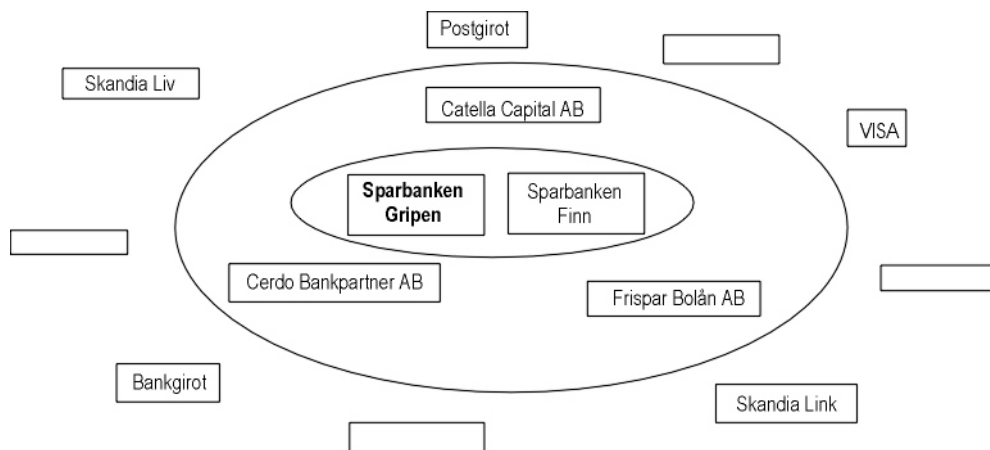 Postgirot
Skandia Liv
Catella Capital AB
VISA
Sparbanken
Gripen
Sparbanken
Finn
Cerdo Bankpartner AB
Frispar Bolån AB
Bankgirot
Skandia Link